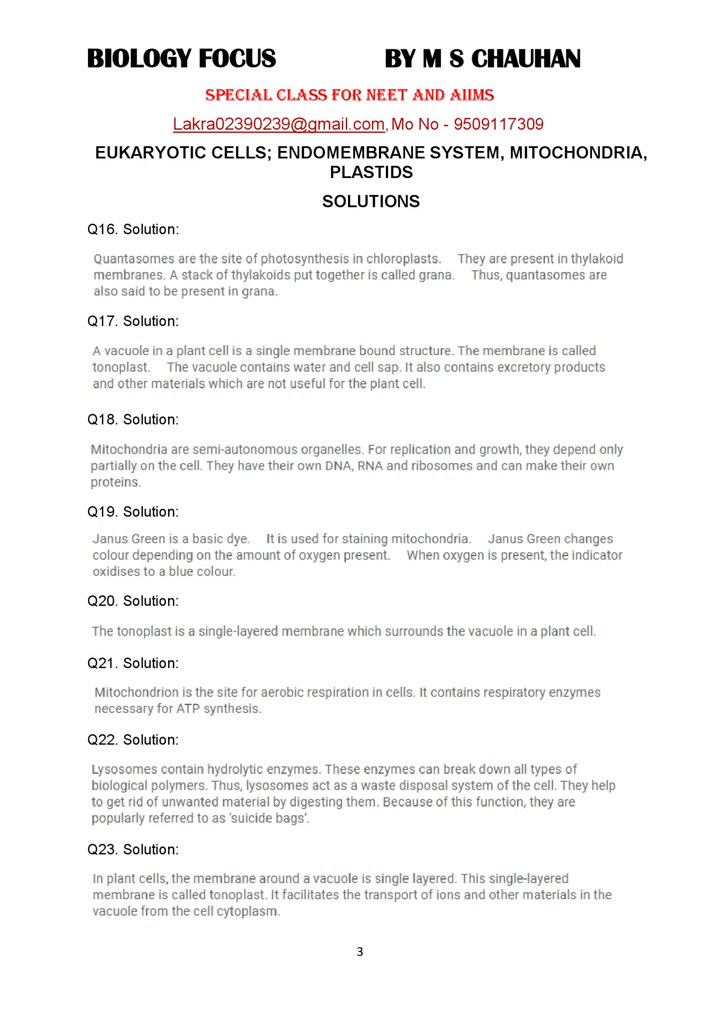 BIOLOGY FOCUS BY M S CHAUHAN
SPECIAL CLASS FOR NEET AND AIIMS
Lakra02390239@gmail.com, Mo No - 9509117309
EUKARYOTIC CELLS; ENDOMEMBRANE SYSTEM, MITOCHONDRIA,
PLASTIDS
SOLUTIONS
Q16. Solution:
Quantasomes are the site of photosynthesis in chloroplasts. They are present in thylakoid
membranes. A stack of thylakoids put together is called grana. Thus, quantasomes are
also said to be present in grana.
Q17. Solution:
A vacuole in a plant cell is a single membrane bound structure. The membrane is called
tonoplast. The vacuole contains water and cell sap. It also contains excretory products
and other materials which are not useful for the plant cell.
Q18. Solution:
Mitochondria are semi-autonomous organelles. For replication and growth, they depend only
partially on the cell. They have their own DNA, RNA and ribosomes and can make their own
proteins.
Q19. Solution:
Janus Green is a basic dye. It is used for staining mitochondria. Janus Green changes
colour depending on the amount of oxygen present. When oxygen is present, the indicator
oxidises to a blue colour.
Q20. Solution:
The tonoplast is a single-layered membrane which surrounds the vacuole in a plant cell.
Q21. Solution:
Mitochondrion is the site for aerobic respiration in cells. It contains respiratory enzymes
necessary for ATP synthesis.
Q22. Solution:
Lysosomes contain hydrolytic enzymes. These enzymes can break down all types of
biological polymers. Thus, lysosomes act as a waste disposal system of the cell. They help
to get rid of unwanted material by digesting them. Because of this function, they are
popularly referred to as 'suicide bags'.
Q23. Solution:
In plant cells, the membrane around a vacuole is single layered. This single-layered
membrane is called tonoplast. It facilitates the transport of ions and other materials in the
vacuole from the cell cytoplasm.
3